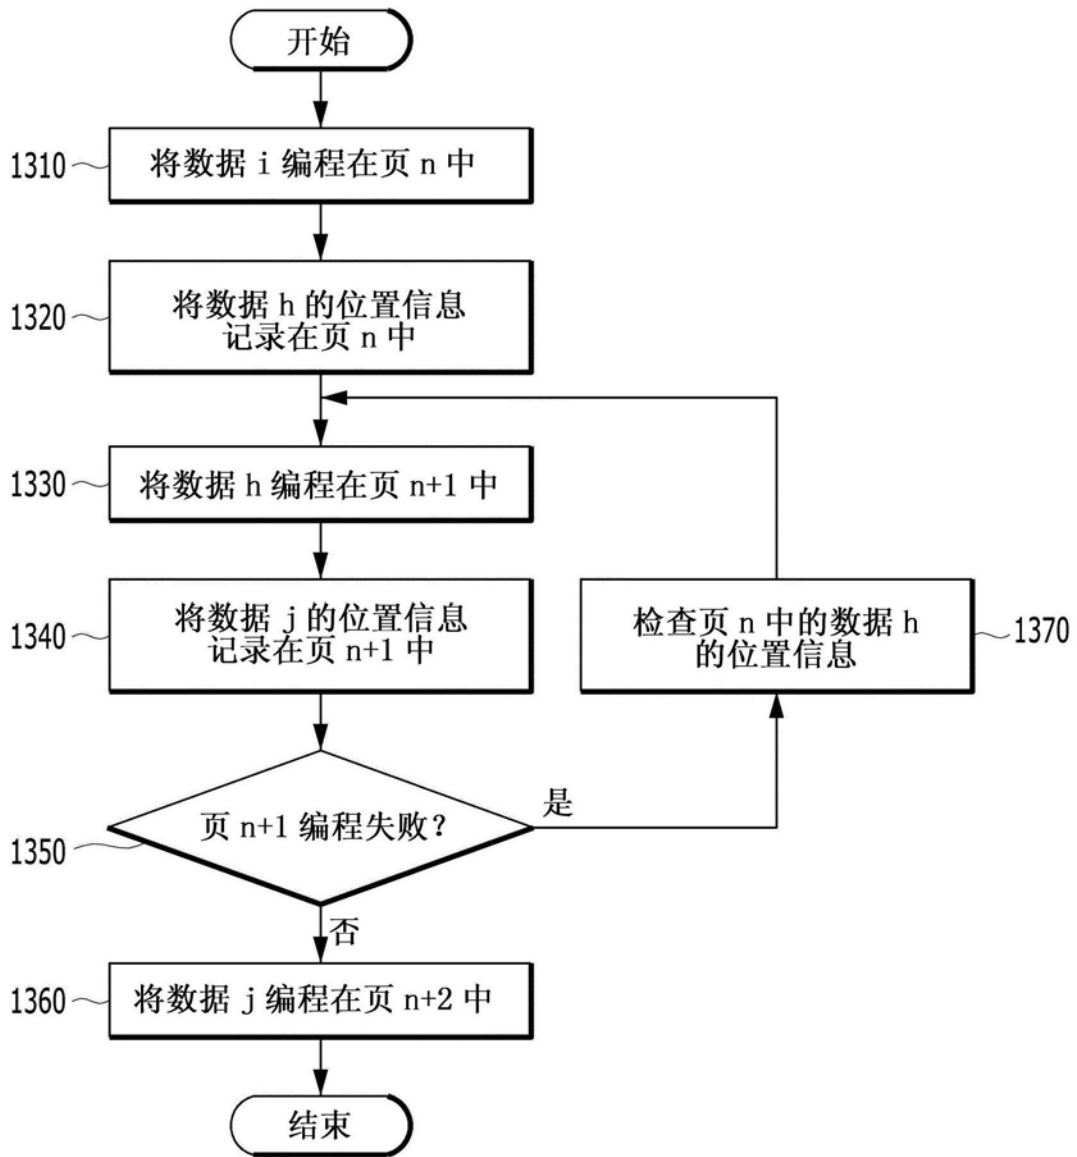 开始
1310
将数据 i 编程在页 n 中
1320
将数据 h 的位置信息
记录在页 n 中
1330
将数据 h 编程在页 n+1 中
1340
将数据 j 的位置信息
记录在页 n+1 中
检查页 n 中的数据 h
的位置信息
1370
页 n+1 编程失败？
是
1350
否
1360
将数据 j 编程在页 n+2 中
结束